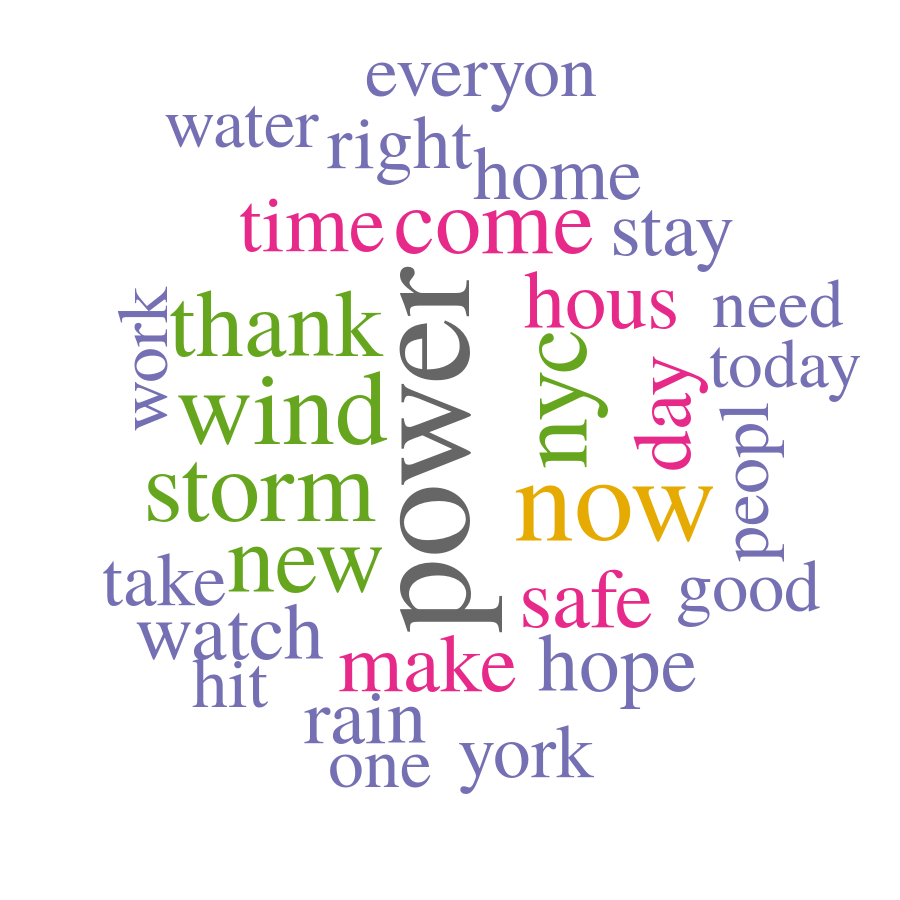 everyon
water
right
home
time
come
stay
work
thank
power
hous
need
nyc
day
today
wind
peopl
storm
now
new
take
safe
good
watch
hit
make
hope
rain
one
york